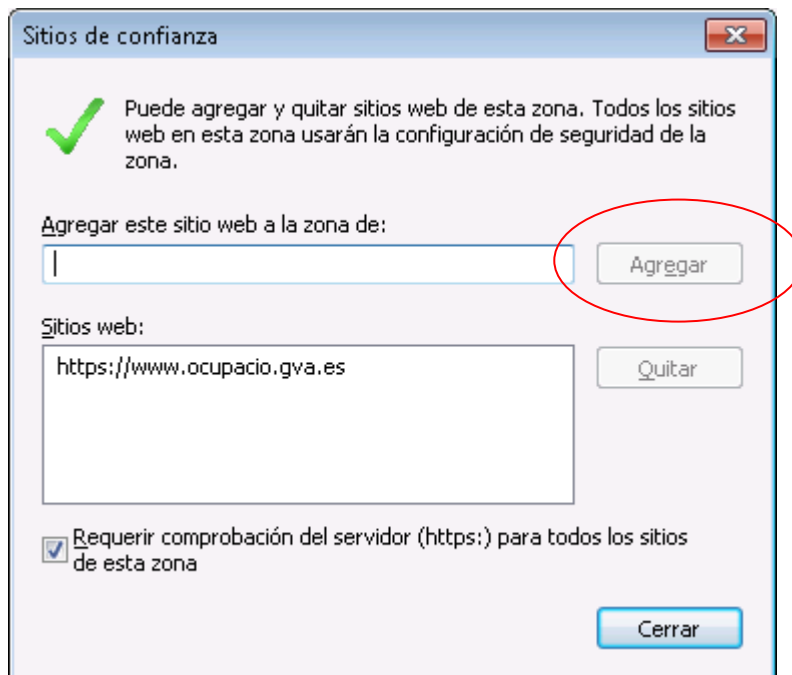 Sitios de confianza
Puede agregar y quitar sitios web de esta zona. Todos los sitios
web en esta zona usarán la configuración de seguridad de la
zona.
Agregar este sitio web a la zona de:
Agregar
Sitios web:
https://www.ocupacio.gva.es
Quitar
Requerir comprobación del servidor (https:) para todos los sitios
de esta zona
Cerrar